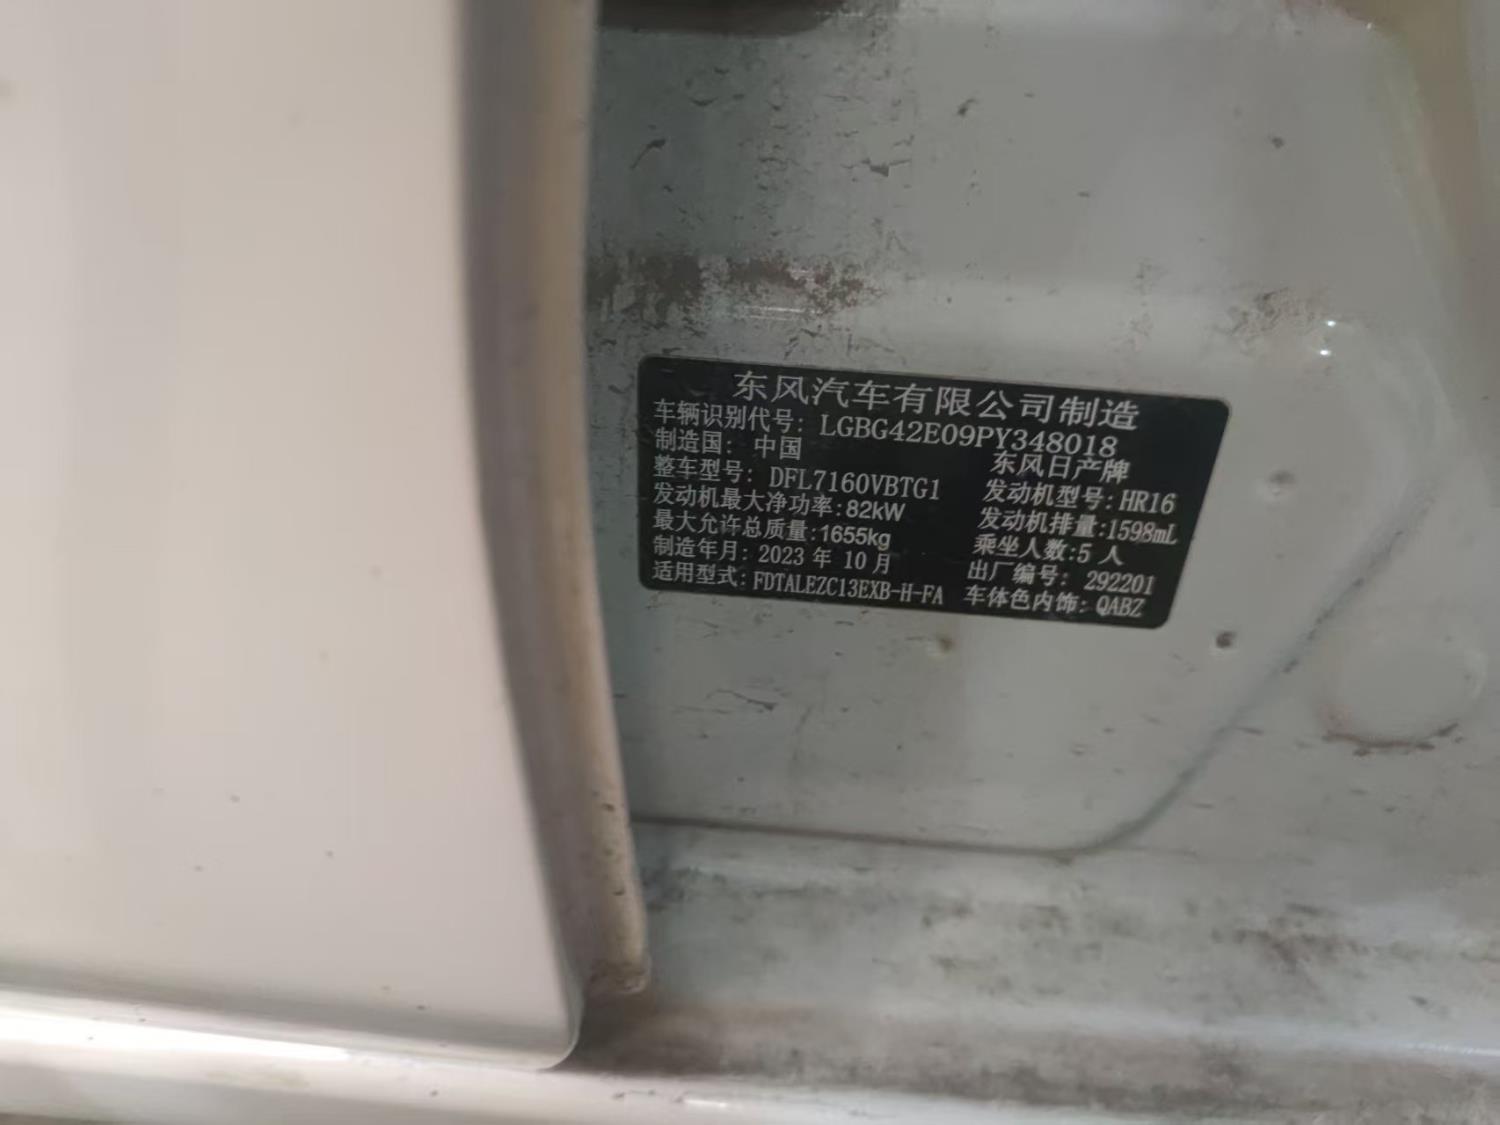 东风汽车有限公司制造
车辆识别代号: LGBG42E09PY348018
制造国: 中国 东风日产牌
整车型号: DFL7160VBTG1 发动机型号: HR16
发动机最大净功率:82kW 发动机排量:1598mL
最大允许总质量:1655kg 乘坐人数:5 人
制造年月: 2023 年 10 月 出厂编号: 292201
适用型式: FDTALEZC13EXB-H-FA 车体色内饰: QABZ